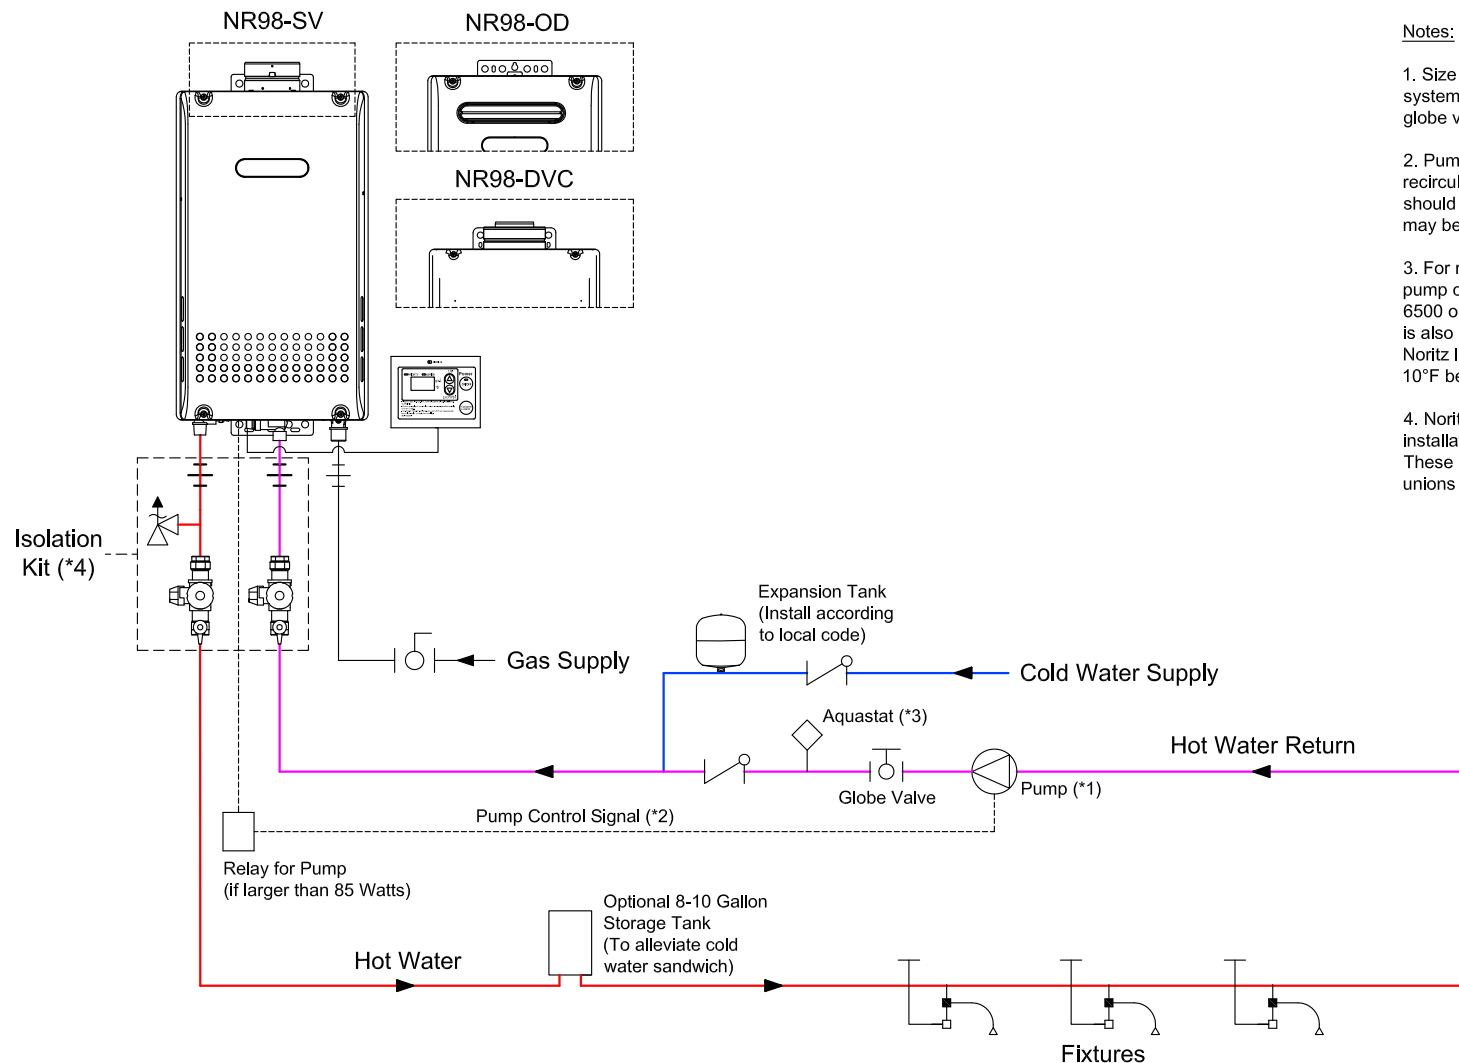 NR98-SV
NR98-OD
NR98-DVC
Notes:
1. Size
system
globe v
2. Pum
recircul
should
may be
3. For r
pump o
6500 o
is also
Noritz I
10°F be
4. Norit
installa
These
unions
Isolation
Kit (*4)
Expansion Tank
(Install according
to local code)
Gas Supply
Cold Water Supply
Aquastat (*3)
Hot Water Return
Globe Valve
Pump (*1)
Pump Control Signal (*2)
Relay for Pump
(if larger than 85 Watts)
Optional 8-10 Gallon
Storage Tank
(To alleviate cold
water sandwich)
Hot Water
Fixtures